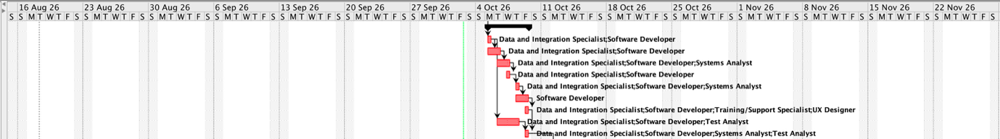 16 Aug 26 23 Aug 26 30 Aug 26 6 Sep 26 13 Sep 26 20 Sep 26 27 Sep 26 4 Oct 26 11 Oct 26 18 Oct 26 25 Oct 26 1 Nov 26 8 Nov 26 15 Nov 26 22 Nov 26
S S M T W T F S S M T W T F S S M T W T F S S M T W T F S S M T W T F S S M T W T F S S M T W T F S S M T W T F S S M T W T F S S M T W T F S S M T W T F S S M T W T F S S M T W T F S S M T W T F S S M T W T F S
Data and Integration Specialist;Software Developer
Data and Integration Specialist;Software Developer
Data and Integration Specialist;Software Developer;Systems Analyst
Data and Integration Specialist;Software Developer
Data and Integration Specialist;Software Developer;Systems Analyst
Software Developer
Data and Integration Specialist;Software Developer;Training/Support Specialist;UX Designer
Data and Integration Specialist;Software Developer;Test Analyst
Data and Integration Specialist;Software Developer;Systems Analyst;Test Analyst